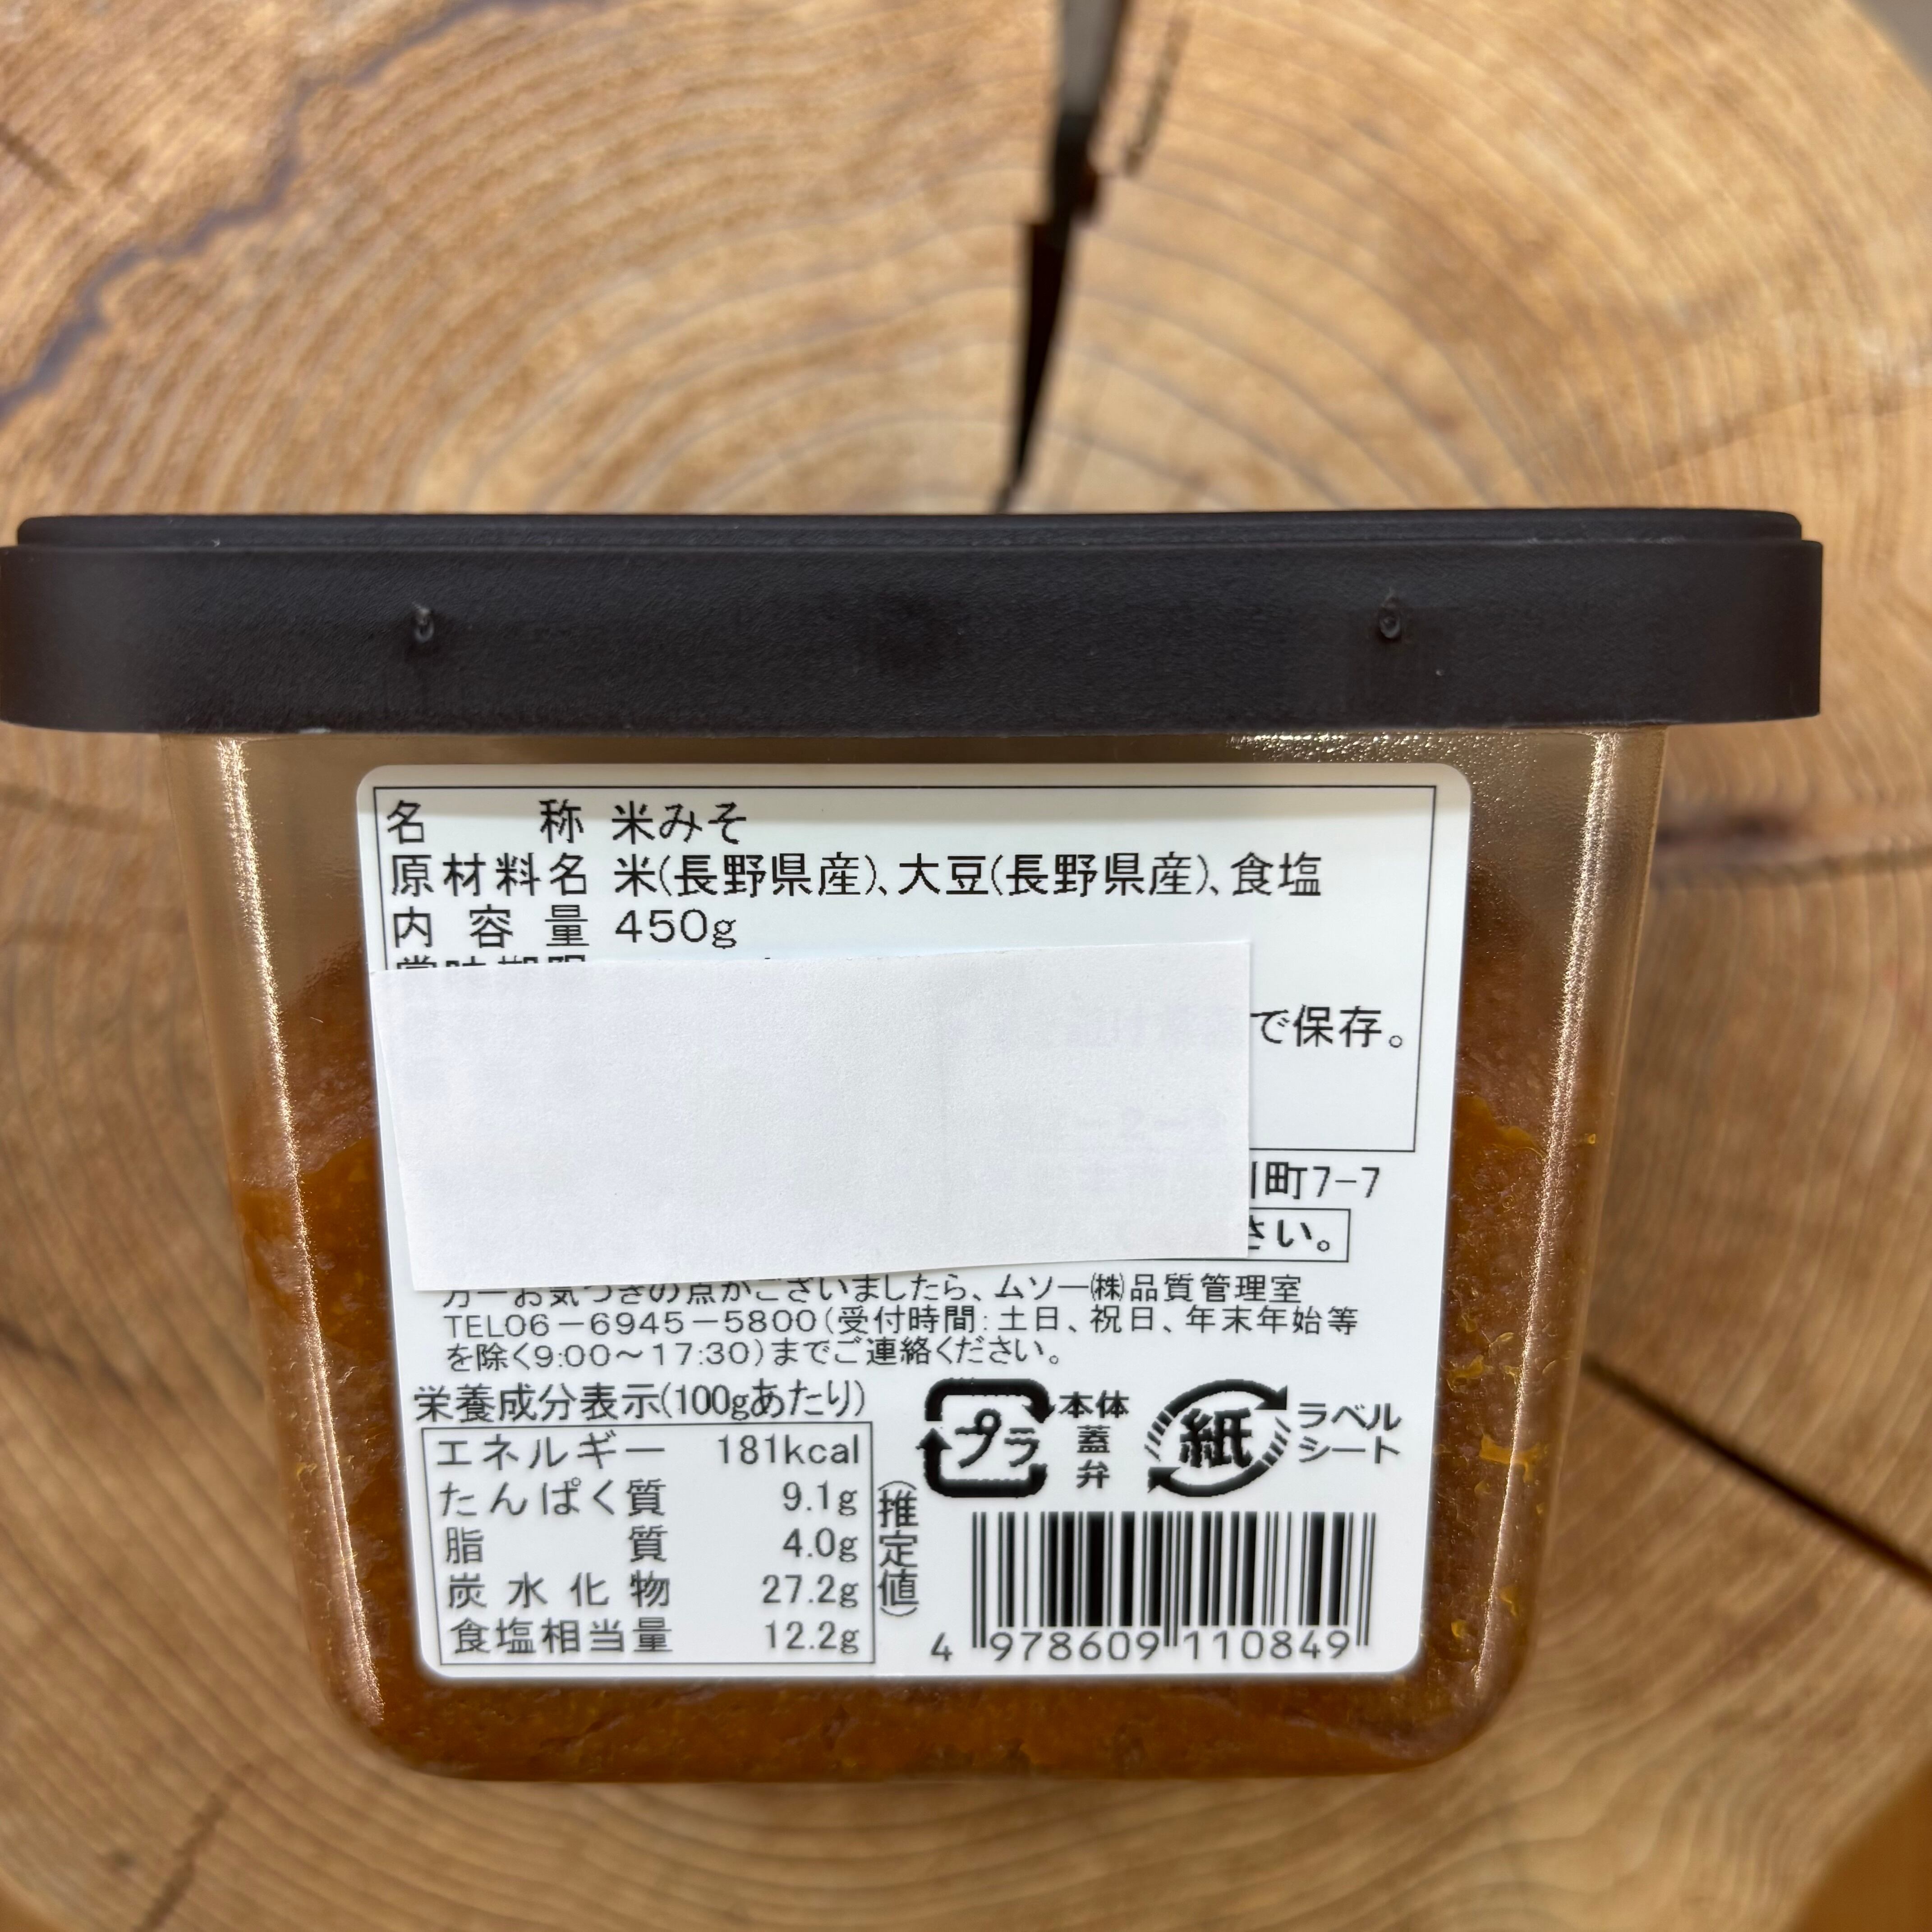 名 称 米みそ
原材料名 米(長野県産)、大豆(長野県産)、食塩
内容量 450g
賞味期限
で保存。
町7-7
さい。
万一お気づきの点がございましたら、ムソー㈱品質管理室
TEL06-6945-5800(受付時間:土日、祝日、年末年始等
を除く9:00~17:30)までご連絡ください。
栄養成分表示(100gあたり)
エネルギー 181kcal
たんぱく質 9.1g
脂質 4.0g
炭水化物 27.2g
食塩相当量 12.2g
(推定値)
プラ 本体 蓋 弁
紙 ラベル シート
4 978609 110849